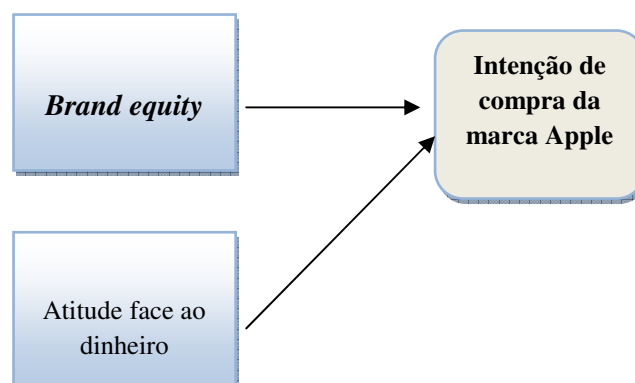 Brand equity
Intenção de
compra da
marca Apple
Atitude face ao
dinheiro